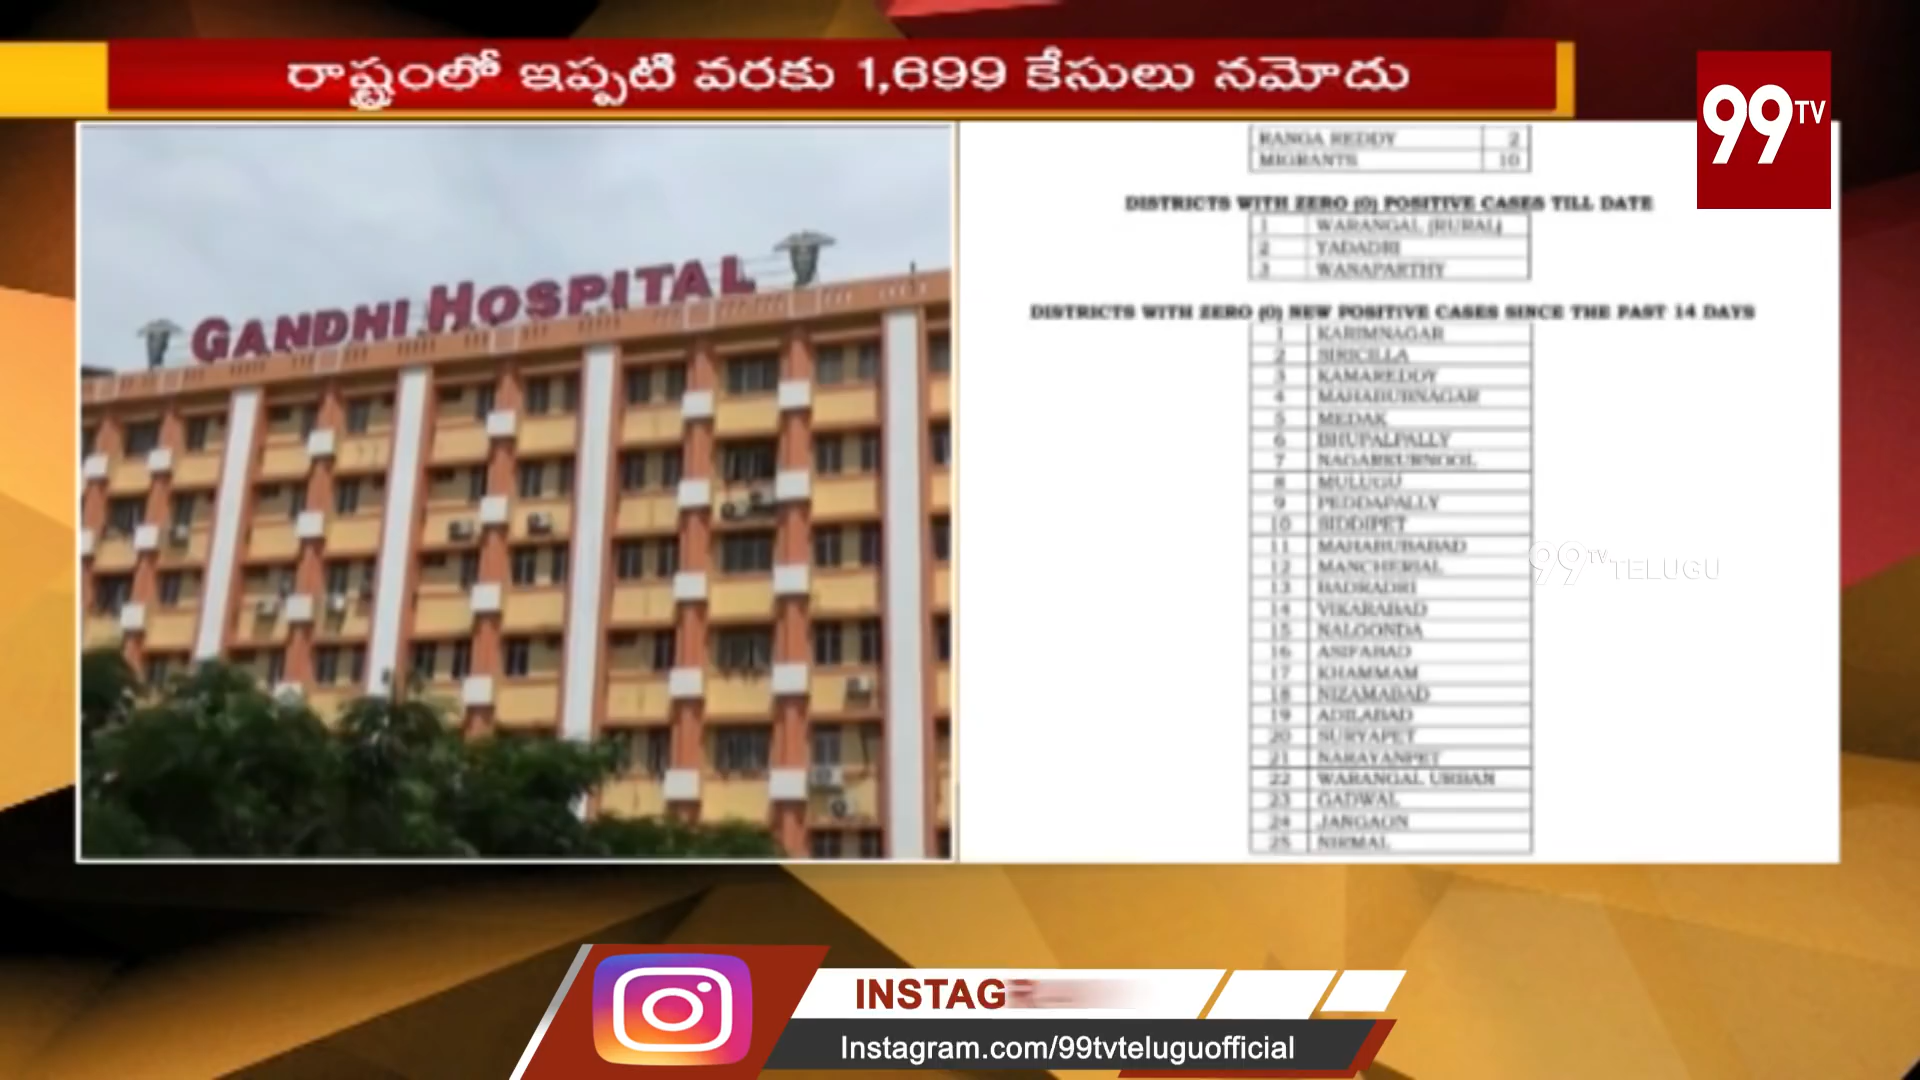 రాష్ట్రంలో ఇప్పటి వరకు 1,699 కేసులు నమోదు
99 TV
GANDHI HOSPITAL
RANGA REDDY 2
MIGRANTS 10
DISTRICTS WITH ZERO (0) POSITIVE CASES TILL DATE
1 WARANGAL (RURAL)
2 YADADRI
3 WANAPARTHY
DISTRICTS WITH ZERO (0) NEW POSITIVE CASES SINCE THE PAST 14 DAYS
1 KARIMNAGAR
2 SIRICILLA
3 KAMAREDDY
4 MAHABUBNAGAR
5 MEDAK
6 BHUPALPALLY
7 NAGARKURNOOL
8 MULUGU
9 PEDDAPALLY
10 SIDDIPET
11 MAHABUBABAD
12 MANCHERIAL
13 BADRADRI
14 VIKARABAD
15 NALGONDA
16 ASIFABAD
17 KHAMMAM
18 NIZAMABAD
19 ADILABAD
20 SURYAPET
21 NARAYANPET
22 WARANGAL URBAN
23 GADWAL
24 JANGAON
25 NIRMAL
99 TV TELUGU
INSTAG
Instagram.com/99tvteluguofficial